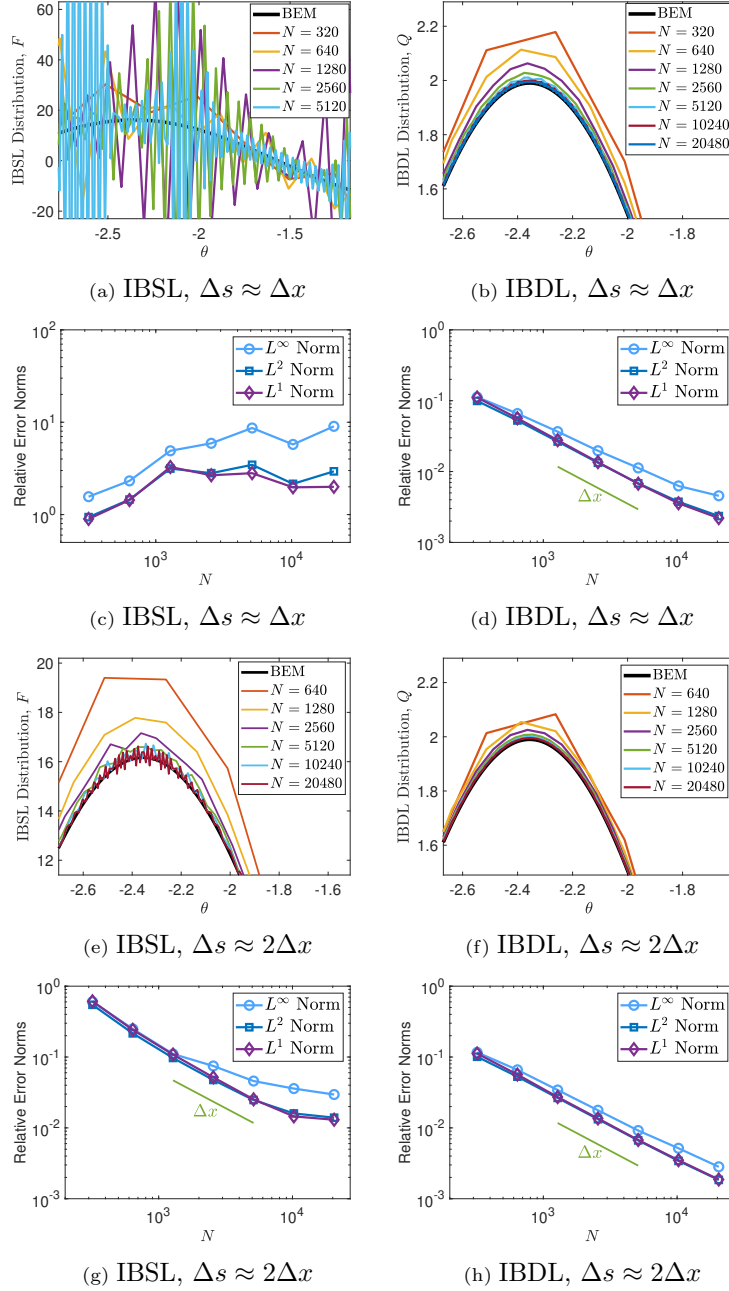 IBSL Distribution, F
60
40
20
0
-20
-2.5
-2
-1.5
θ
BEM
N = 320
N = 640
N = 1280
N = 2560
N = 5120
(a) IBSL, Δs ≈ Δx
IBDL Distribution, Q
2.2
2
1.8
1.6
-2.6
-2.4
-2.2
-2
-1.8
θ
BEM
N = 320
N = 640
N = 1280
N = 2560
N = 5120
N = 10240
N = 20480
(b) IBDL, Δs ≈ Δx
Relative Error Norms
10^2
10^1
10^0
10^3
10^4
N
L^∞ Norm
L^2 Norm
L^1 Norm
(c) IBSL, Δs ≈ Δx
Relative Error Norms
10^0
10^-1
10^-2
10^-3
10^3
10^4
N
L^∞ Norm
L^2 Norm
L^1 Norm
Δx
(d) IBDL, Δs ≈ Δx
IBSL Distribution, F
20
18
16
14
12
-2.6
-2.4
-2.2
-2
-1.8
-1.6
θ
BEM
N = 640
N = 1280
N = 2560
N = 5120
N = 10240
N = 20480
(e) IBSL, Δs ≈ 2Δx
IBDL Distribution, Q
2.2
2
1.8
1.6
-2.6
-2.4
-2.2
-2
-1.8
θ
BEM
N = 640
N = 1280
N = 2560
N = 5120
N = 10240
N = 20480
(f) IBDL, Δs ≈ 2Δx
Relative Error Norms
10^0
10^-1
10^-2
10^-3
10^3
10^4
N
L^∞ Norm
L^2 Norm
L^1 Norm
Δx
(g) IBSL, Δs ≈ 2Δx
Relative Error Norms
10^0
10^-1
10^-2
10^-3
10^3
10^4
N
L^∞ Norm
L^2 Norm
L^1 Norm
Δx
(h) IBDL, Δs ≈ 2Δx